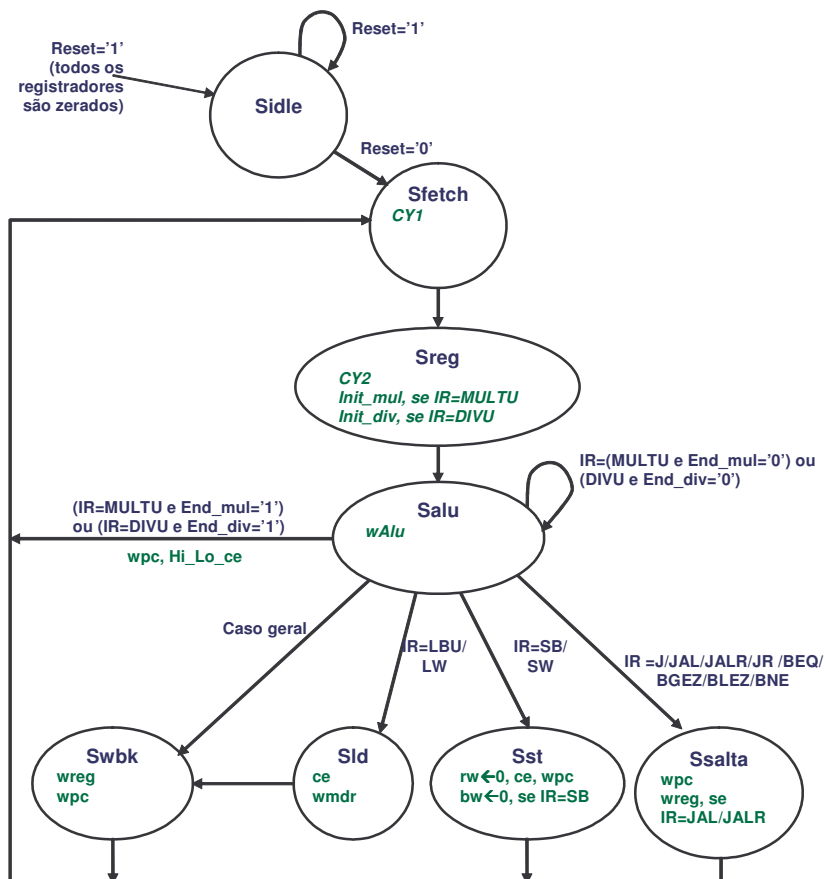 Reset='1'
Reset='1'
(todos os
registradores
são zerados)
Sidle
Reset='0'
Sfetch
CY1
Sreg
CY2
Init_mul, se IR=MULTU
Init_div, se IR=DIVU
IR=(MULTU e End_mul='0') ou
(DIVU e End_div='0')
(IR=MULTU e End_mul='1')
ou (IR=DIVU e End_div='1')
wpc, Hi_Lo_ce
Salu
wAlu
Caso geral
IR=LBU/
LW
IR=SB/
SW
IR =J/JAL/JALR/JR /BEQ/
BGEZ/BLEZ/BNE
Swbk
wreg
wpc
Sld
ce
wmdr
Sst
rw←0, ce, wpc
bw←0, se IR=SB
Ssalta
wpc
wreg, se
IR=JAL/JALR